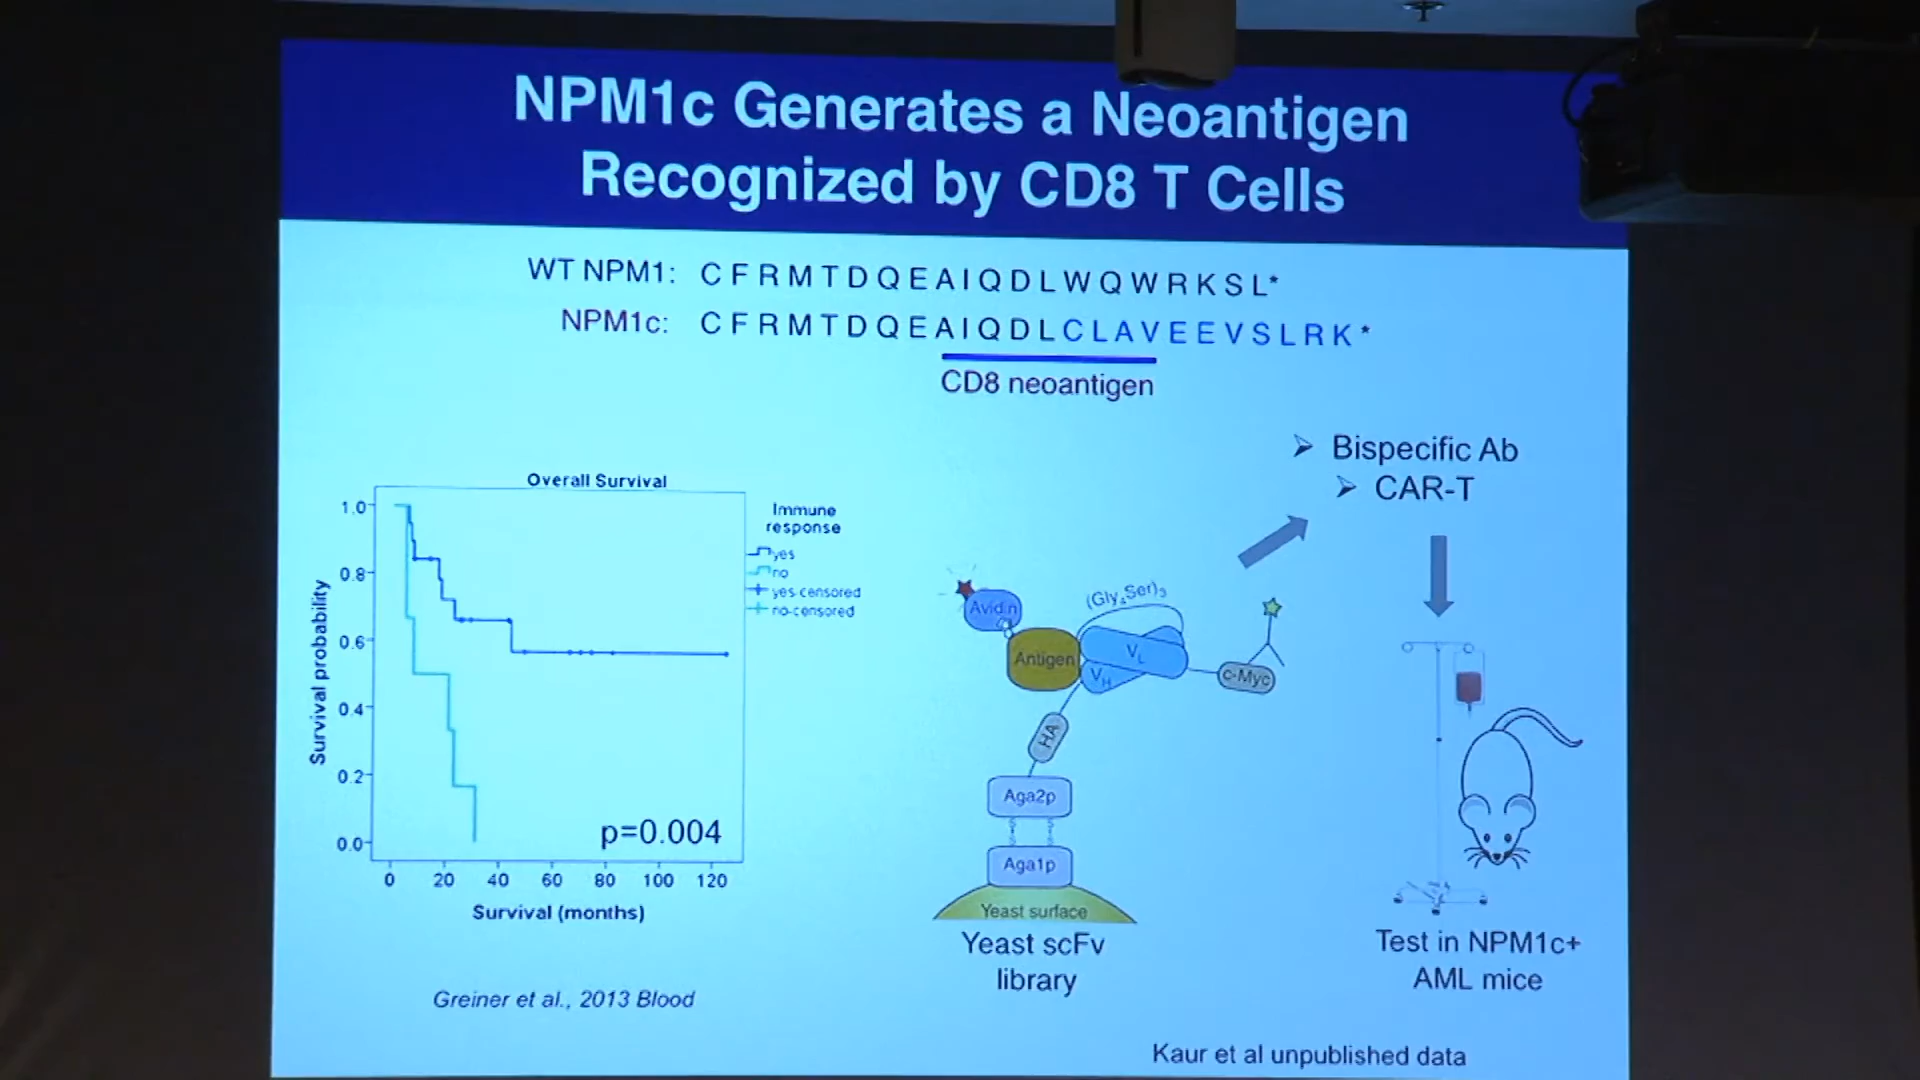 NPM1c Generates a Neoantigen
Recognized by CD8 T Cells
WT NPM1: CFRMTDQEAIQDLWQWRKSL*
NPM1c: CFRMTDQEAIQDLCLAVEEVSLRK*
CD8 neoantigen
Overall Survival
Survival probability
1.0
0.8
0.6
0.4
0.2
0.0
0 20 40 60 80 100 120
Survival (months)
p=0.004
Immune
response
yes
no
yes-censored
no-censored
Greiner et al., 2013 Blood
Avidin
Antigen
(Gly4Ser)3
VL
VH
c-Myc
HA
Aga2p
S S
S S
Aga1p
Yeast surface
Yeast scFv
library
Bispecific Ab
CAR-T
Test in NPM1c+
AML mice
Kaur et al unpublished data